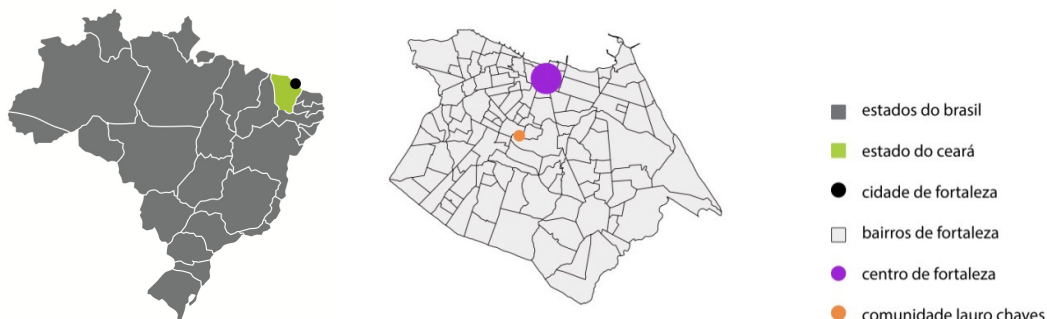 estados do brasil
estado do ceará
cidade de fortaleza
bairros de fortaleza
centro de fortaleza
comunidade lauro chaves